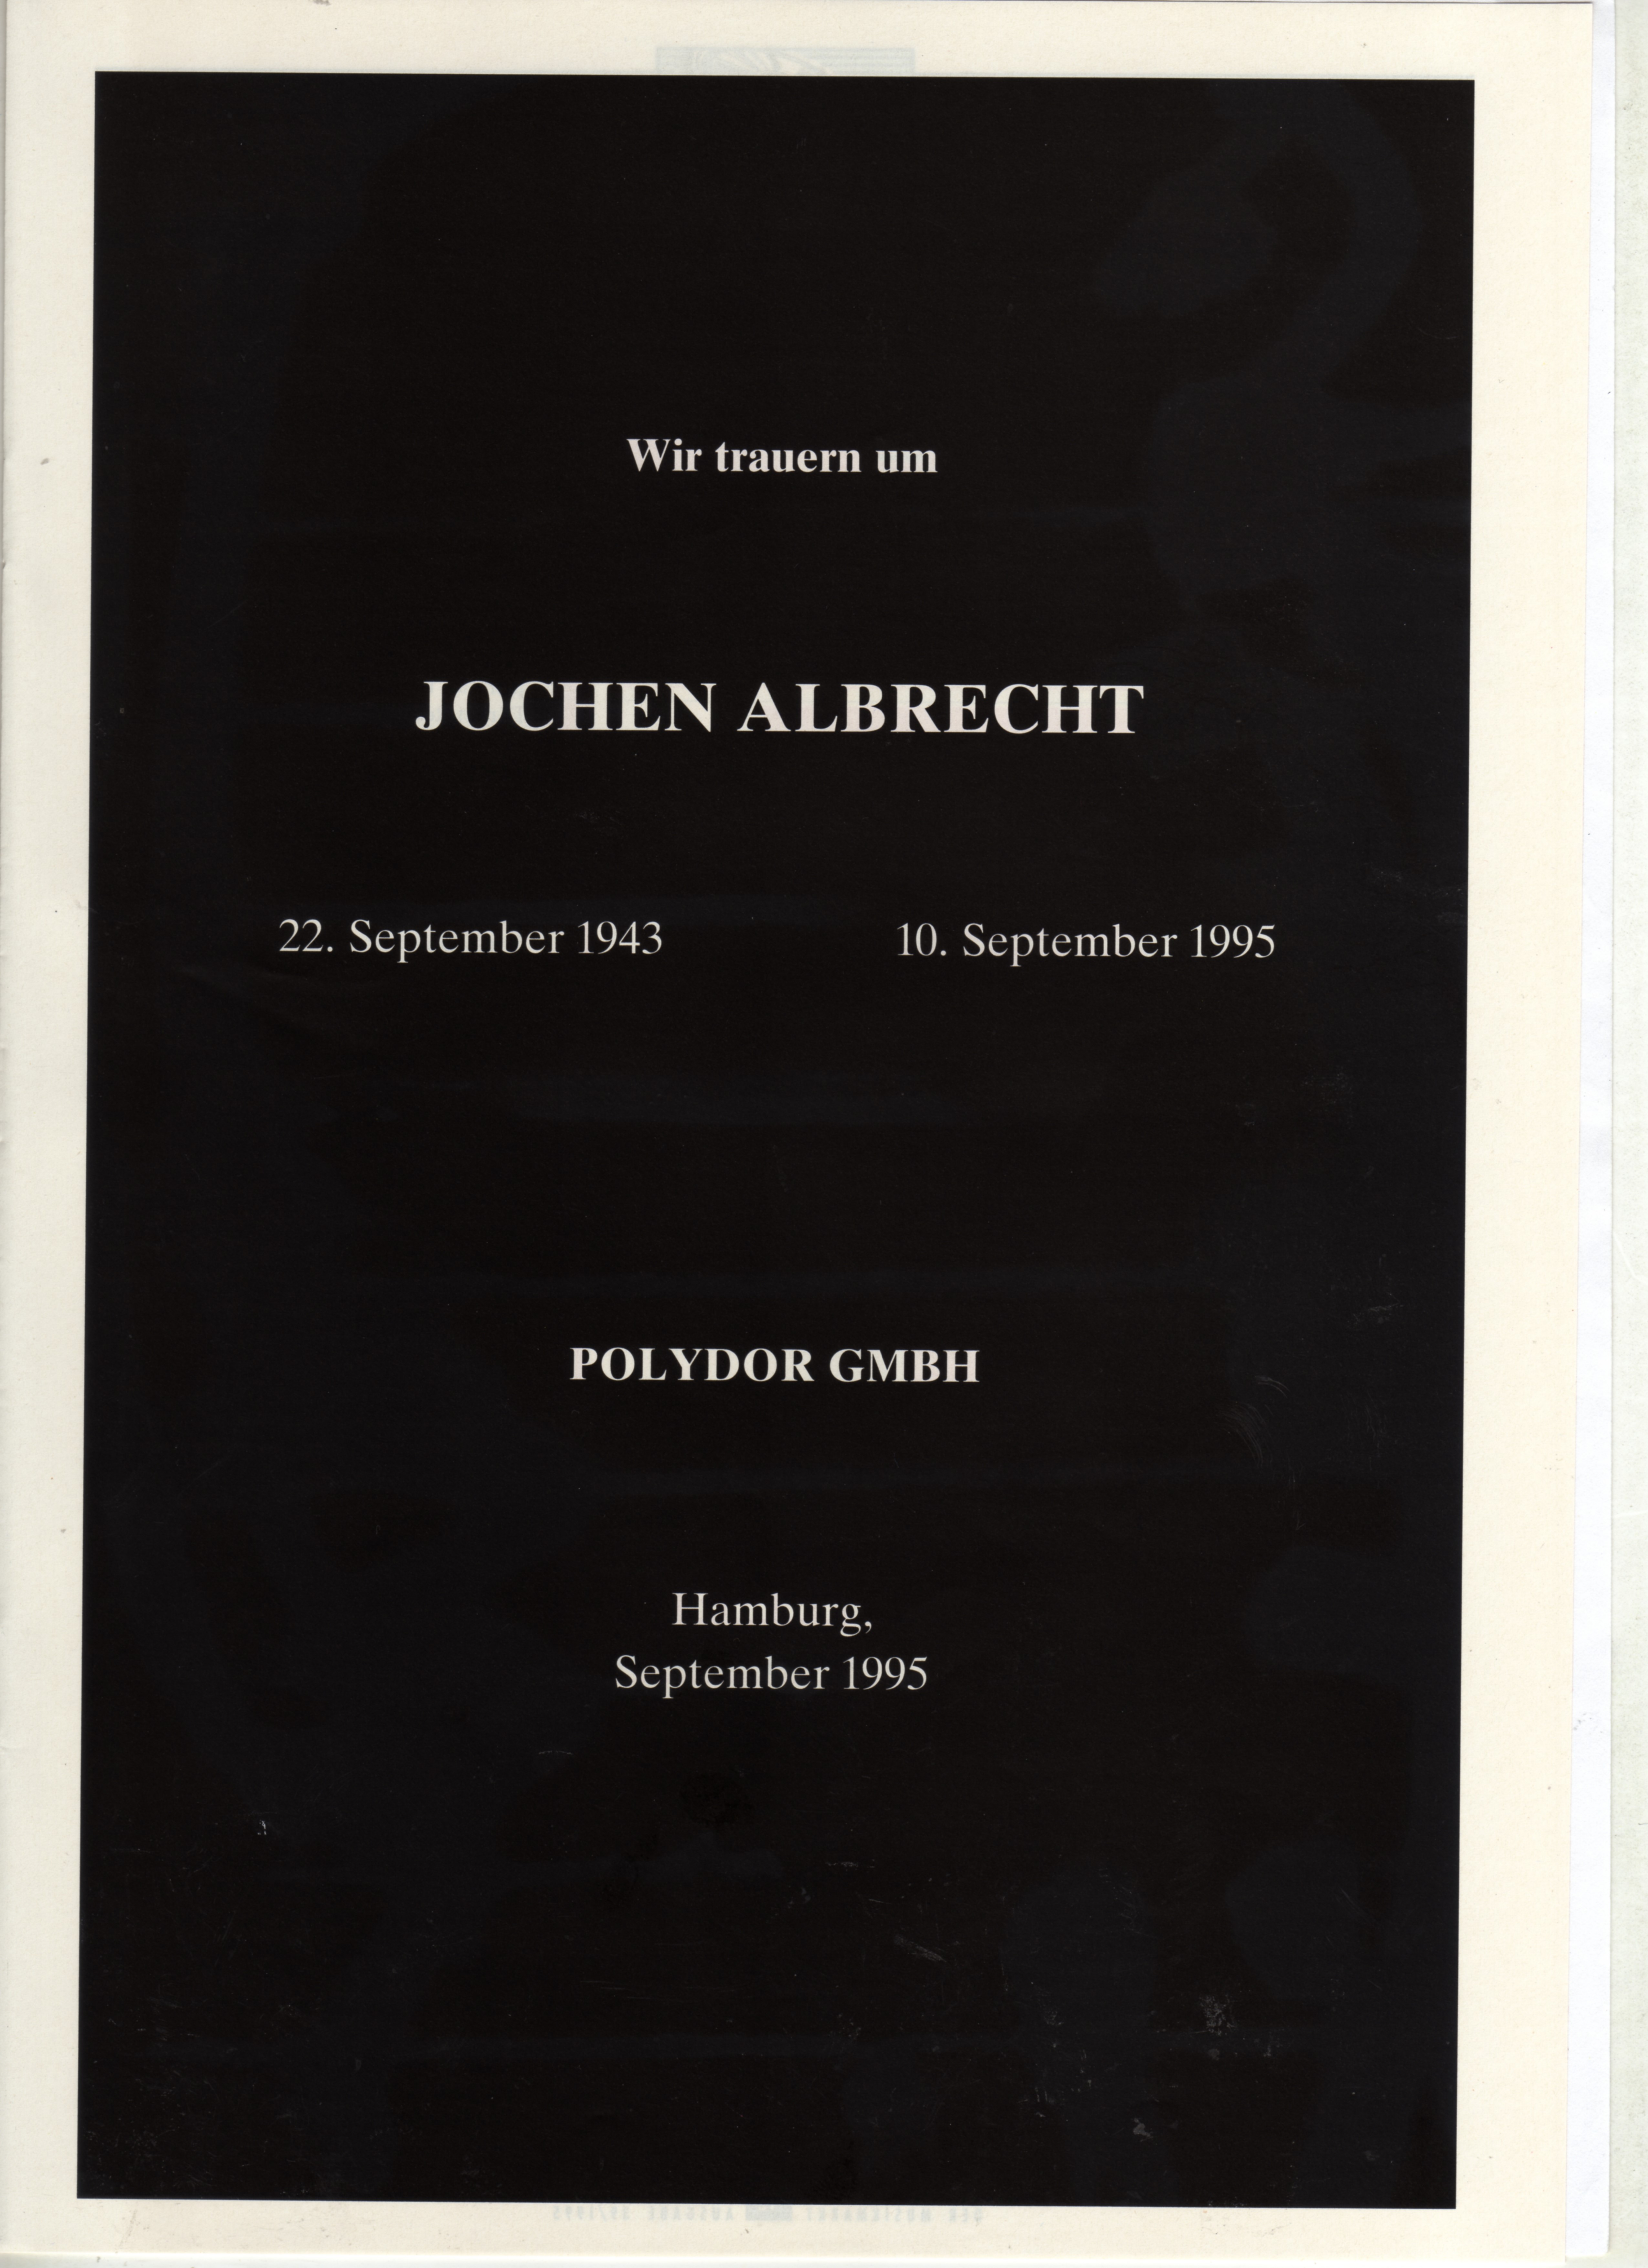 Wir trauern um
JOCHEN ALBRECHT
22. September 1943 10. September 1995
POLYDOR GMBH
Hamburg,
September 1995